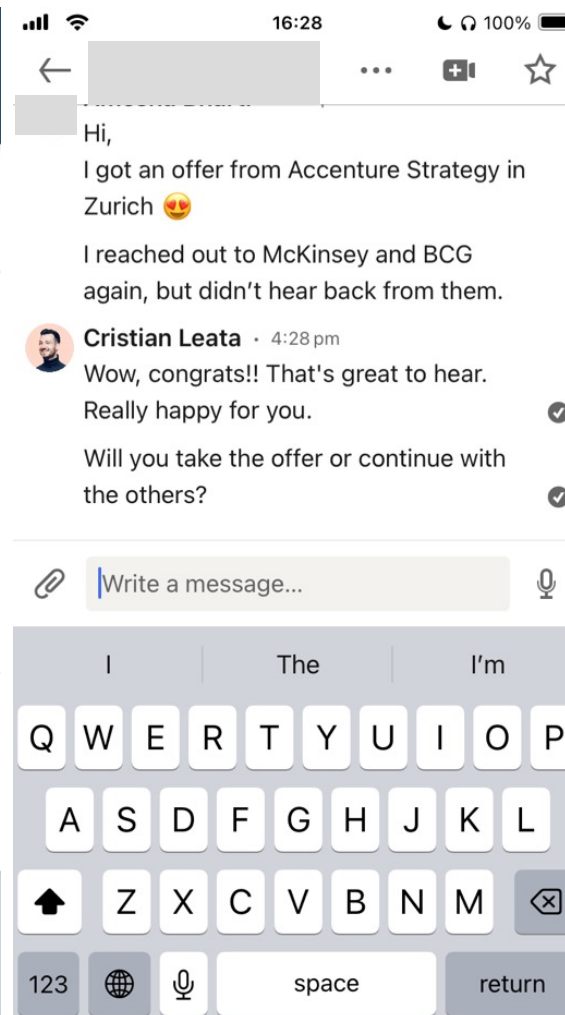 16:28
100%
Hi,
I got an offer from Accenture Strategy in
Zurich 😍
I reached out to McKinsey and BCG
again, but didn’t hear back from them.
Cristian Leata · 4:28 pm
Wow, congrats!! That's great to hear.
Really happy for you.
Will you take the offer or continue with
the others?
Write a message...
I The I’m
Q W E R T Y U I O P
A S D F G H J K L
Z X C V B N M
123 space return